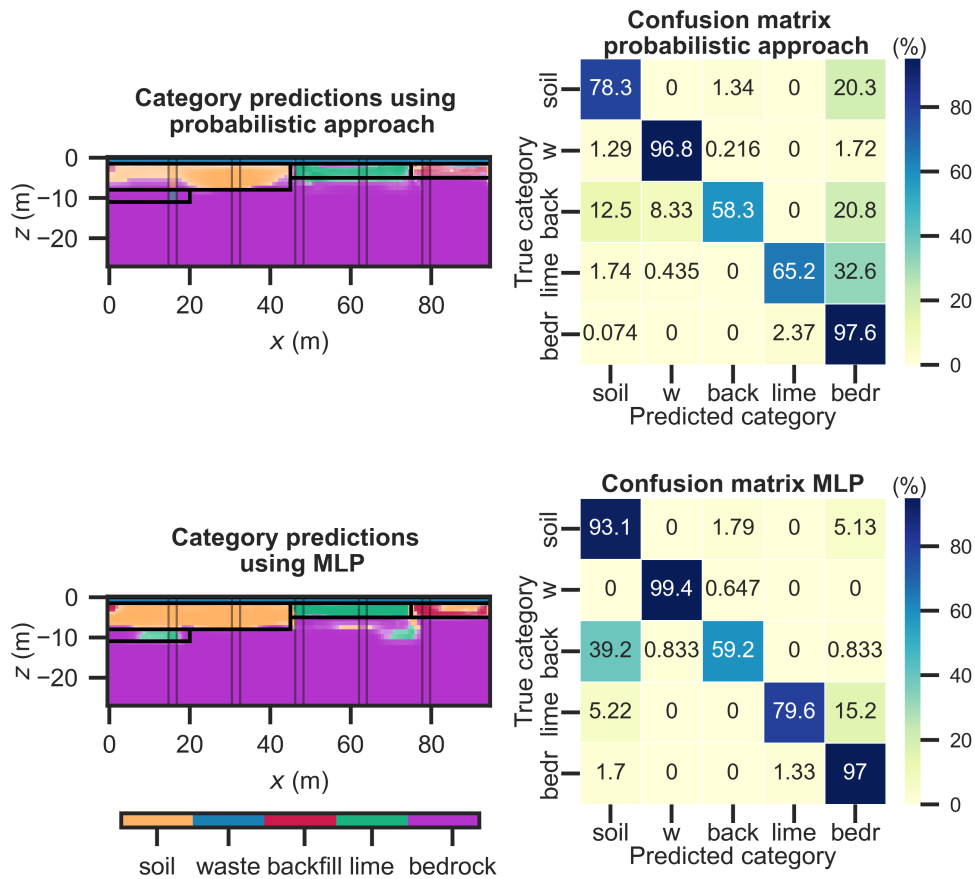 Confusion matrix
probabilistic approach
(%)
Category predictions using
probabilistic approach
0
−10
−20
z (m)
0 20 40 60 80
x (m)
True category
soil 78.3 0 1.34 0 20.3
w 1.29 96.8 0.216 0 1.72
back 12.5 8.33 58.3 0 20.8
lime 1.74 0.435 0 65.2 32.6
bedr 0.074 0 0 2.37 97.6
soil w back lime bedr
Predicted category
80
60
40
20
0
Confusion matrix MLP
(%)
Category predictions
using MLP
0
−10
−20
z (m)
0 20 40 60 80
x (m)
True category
soil 93.1 0 1.79 0 5.13
w 0 99.4 0.647 0 0
back 39.2 0.833 59.2 0 0.833
lime 5.22 0 0 79.6 15.2
bedr 1.7 0 0 1.33 97
soil w back lime bedr
Predicted category
80
60
40
20
0
soil waste backfill lime bedrock